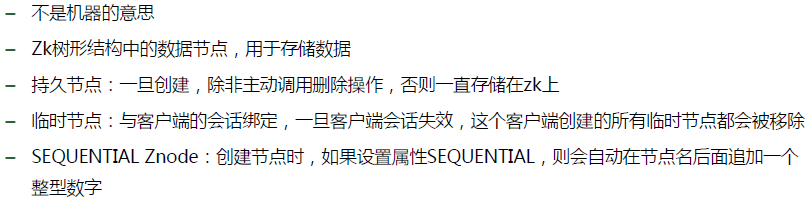 – 不是机器的意思
– Zk树形结构中的数据节点，用于存储数据
– 持久节点：一旦创建，除非主动调用删除操作，否则一直存储在zk上
– 临时节点：与客户端的会话绑定，一旦客户端会话失效，这个客户端创建的所有临时节点都会被移除
– SEQUENTIAL Znode：创建节点时，如果设置属性SEQUENTIAL，则会自动在节点名后面追加一个
整型数字